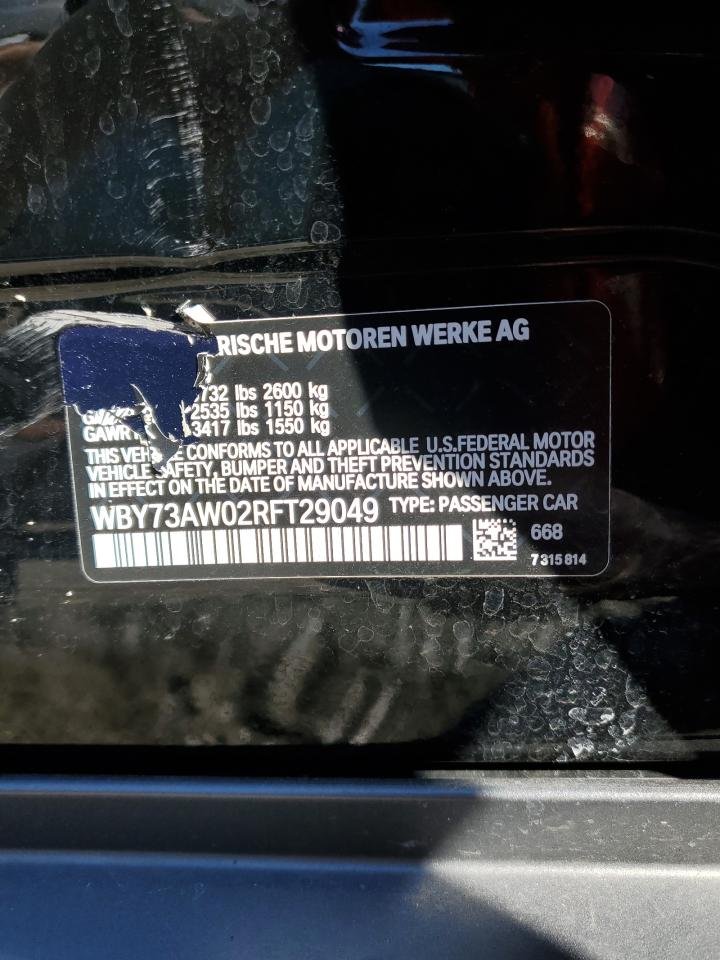 RISCHE MOTOREN WERKE AG
732 lbs 2600 kg
2535 lbs 1150 kg
GAWR 3417 lbs 1550 kg
THIS VEH E CONFORMS TO ALL APPLICABLE U.S.FEDERAL MOTOR
VEHICLE SAFETY, BUMPER AND THEFT PREVENTION STANDARDS
IN EFFECT ON THE DATE OF MANUFACTURE SHOWN ABOVE.
WBY73AW02RFT29049 TYPE: PASSENGER CAR
668
7315814